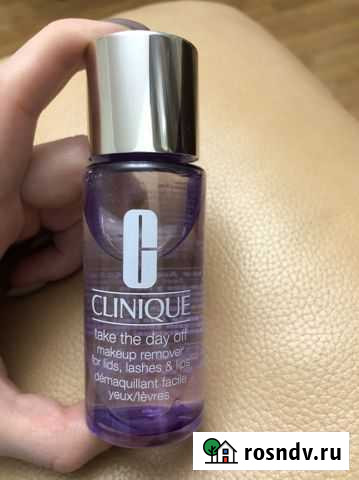 C
CLINIQUE
take the day off
makeup remover
for lids, lashes & lips
démaquillant facile
yeux/lèvres
rosndv.ru